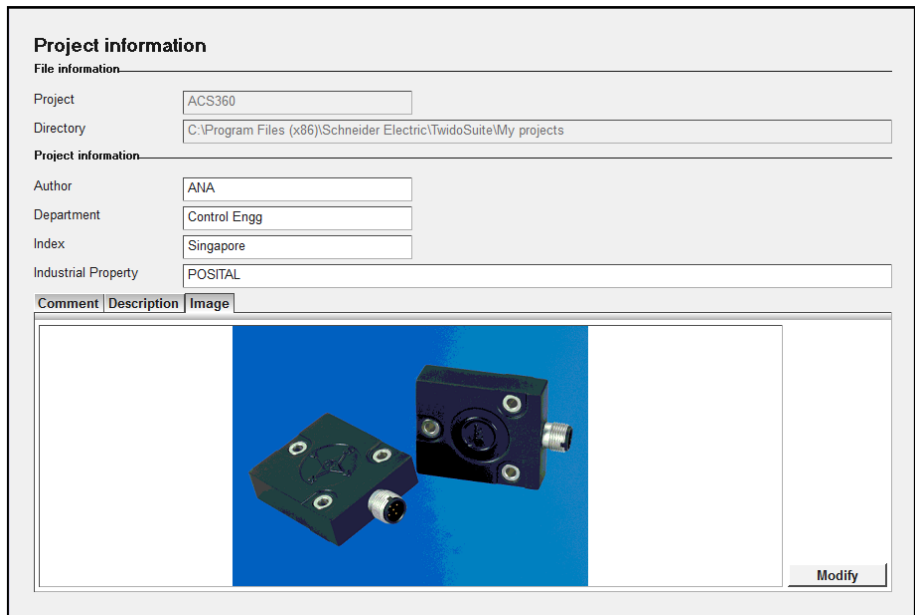 Project information
File information
Project ACS360
Directory C:\Program Files (x86)\Schneider Electric\TwidoSuite\My projects
Project information
Author ANA
Department Control Engg
Index Singapore
Industrial Property POSITAL
Comment Description Image
Modify